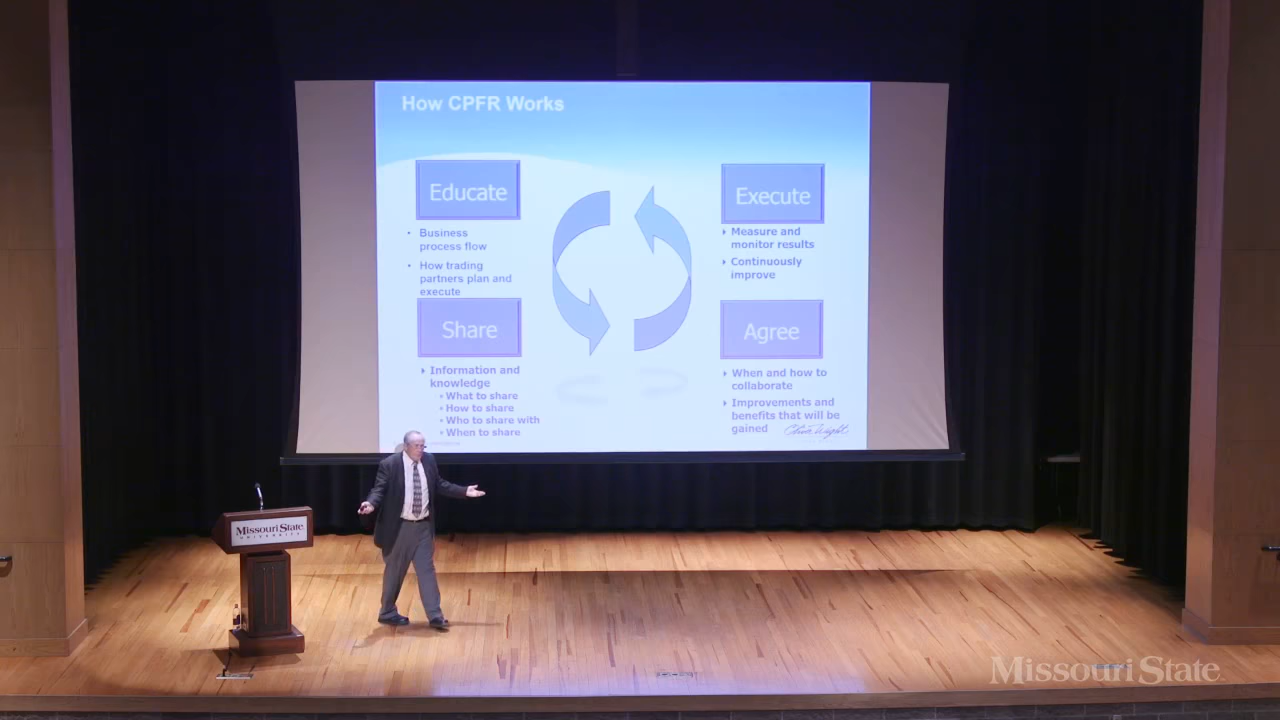 How CPFR Works
Educate
• Business
process flow
• How trading
partners plan and
execute
Share
Information and
knowledge
What to share
How to share
Who to share with
When to share
Execute
Measure and
monitor results
Continuously
improve
Agree
When and how to
collaborate
Improvements and
benefits that will be
gained
Oliver Wight
Missouri State
UNIVERSITY
Missouri State